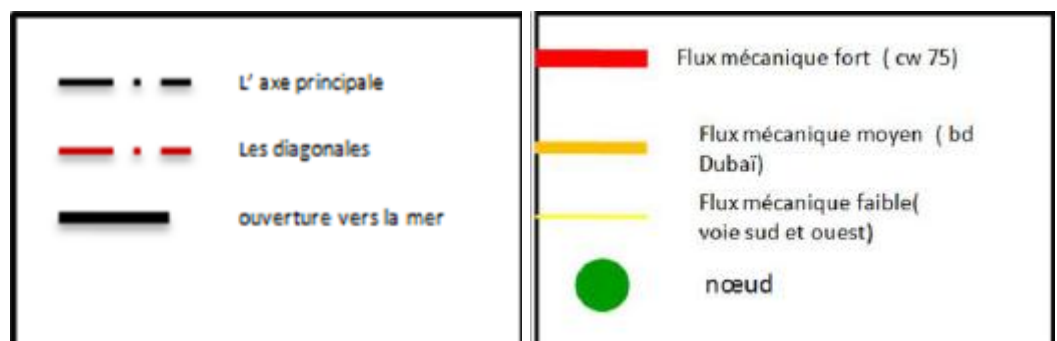 L' axe principale
Les diagonales
ouverture vers la mer
Flux mécanique fort ( cw 75)
Flux mécanique moyen ( bd
Dubaï)
Flux mécanique faible(
voie sud et ouest)
nœud